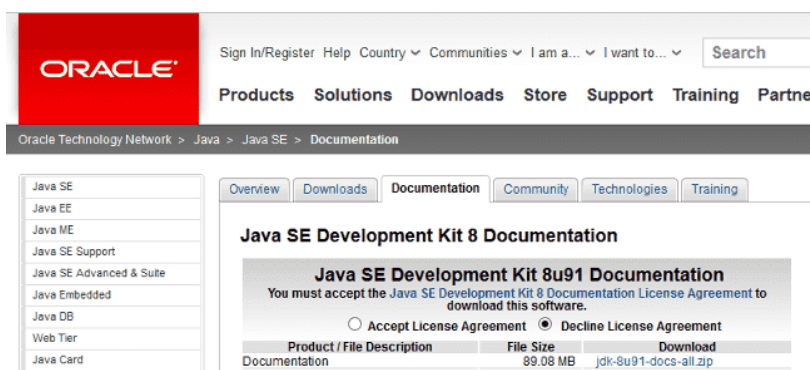 ORACLE
Sign In/Register Help Country Communities I am a... I want to... Search
Products Solutions Downloads Store Support Training Partne
Oracle Technology Network > Java > Java SE > Documentation
Java SE
Java EE
Java ME
Java SE Support
Java SE Advanced & Suite
Java Embedded
Java DB
Web Tier
Java Card
Overview Downloads Documentation Community Technologies Training
Java SE Development Kit 8 Documentation
Java SE Development Kit 8u91 Documentation
You must accept the Java SE Development Kit 8 Documentation License Agreement to
download this software.
Accept License Agreement Decline License Agreement
Product / File Description File Size Download
Documentation 89.08 MB jdk-8u91-docs-all.zip